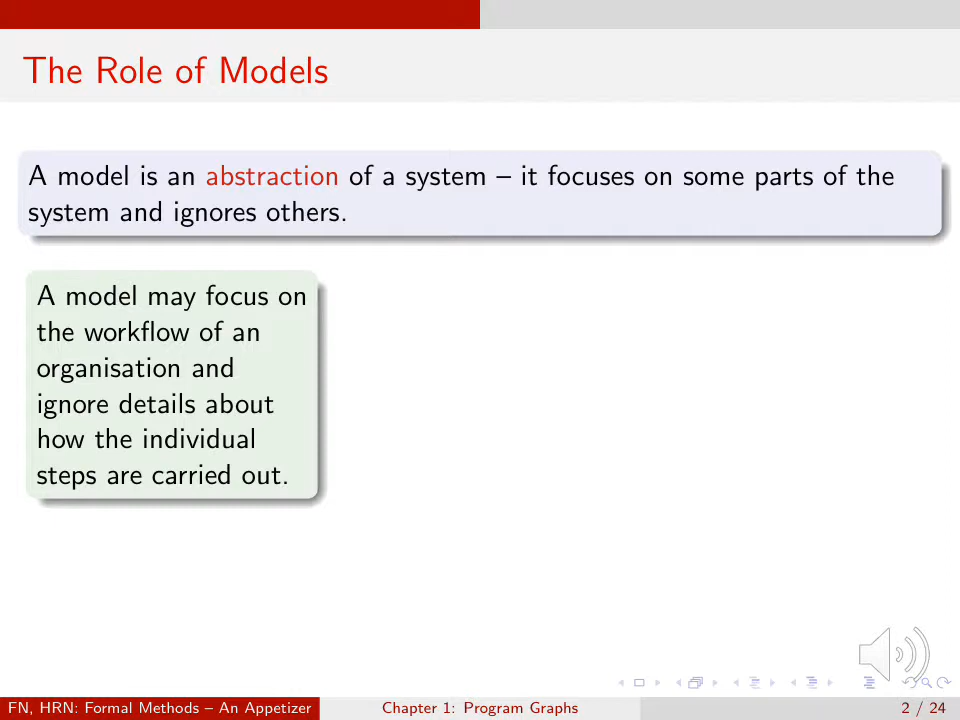 The Role of Models
A model is an abstraction of a system – it focuses on some parts of the
system and ignores others.
A model may focus on
the workflow of an
organisation and
ignore details about
how the individual
steps are carried out.
FN, HRN: Formal Methods – An Appetizer
Chapter 1: Program Graphs
2 / 24